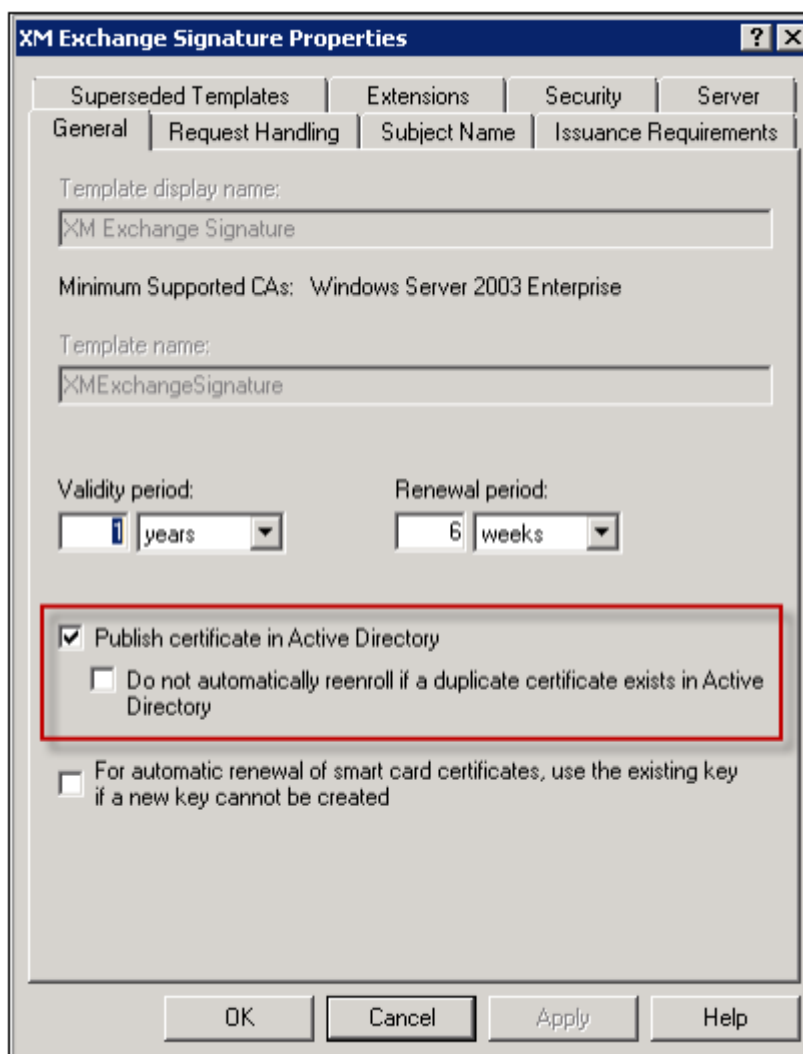 XM Exchange Signature Properties
Superseded Templates Extensions Security Server
General Request Handling Subject Name Issuance Requirements
Template display name:
XM Exchange Signature
Minimum Supported CAs: Windows Server 2003 Enterprise
Template name:
XMExchangeSignature
Validity period: Renewal period:
1 years 6 weeks
Publish certificate in Active Directory
Do not automatically reenroll if a duplicate certificate exists in Active
Directory
For automatic renewal of smart card certificates, use the existing key
if a new key cannot be created
OK Cancel Apply Help